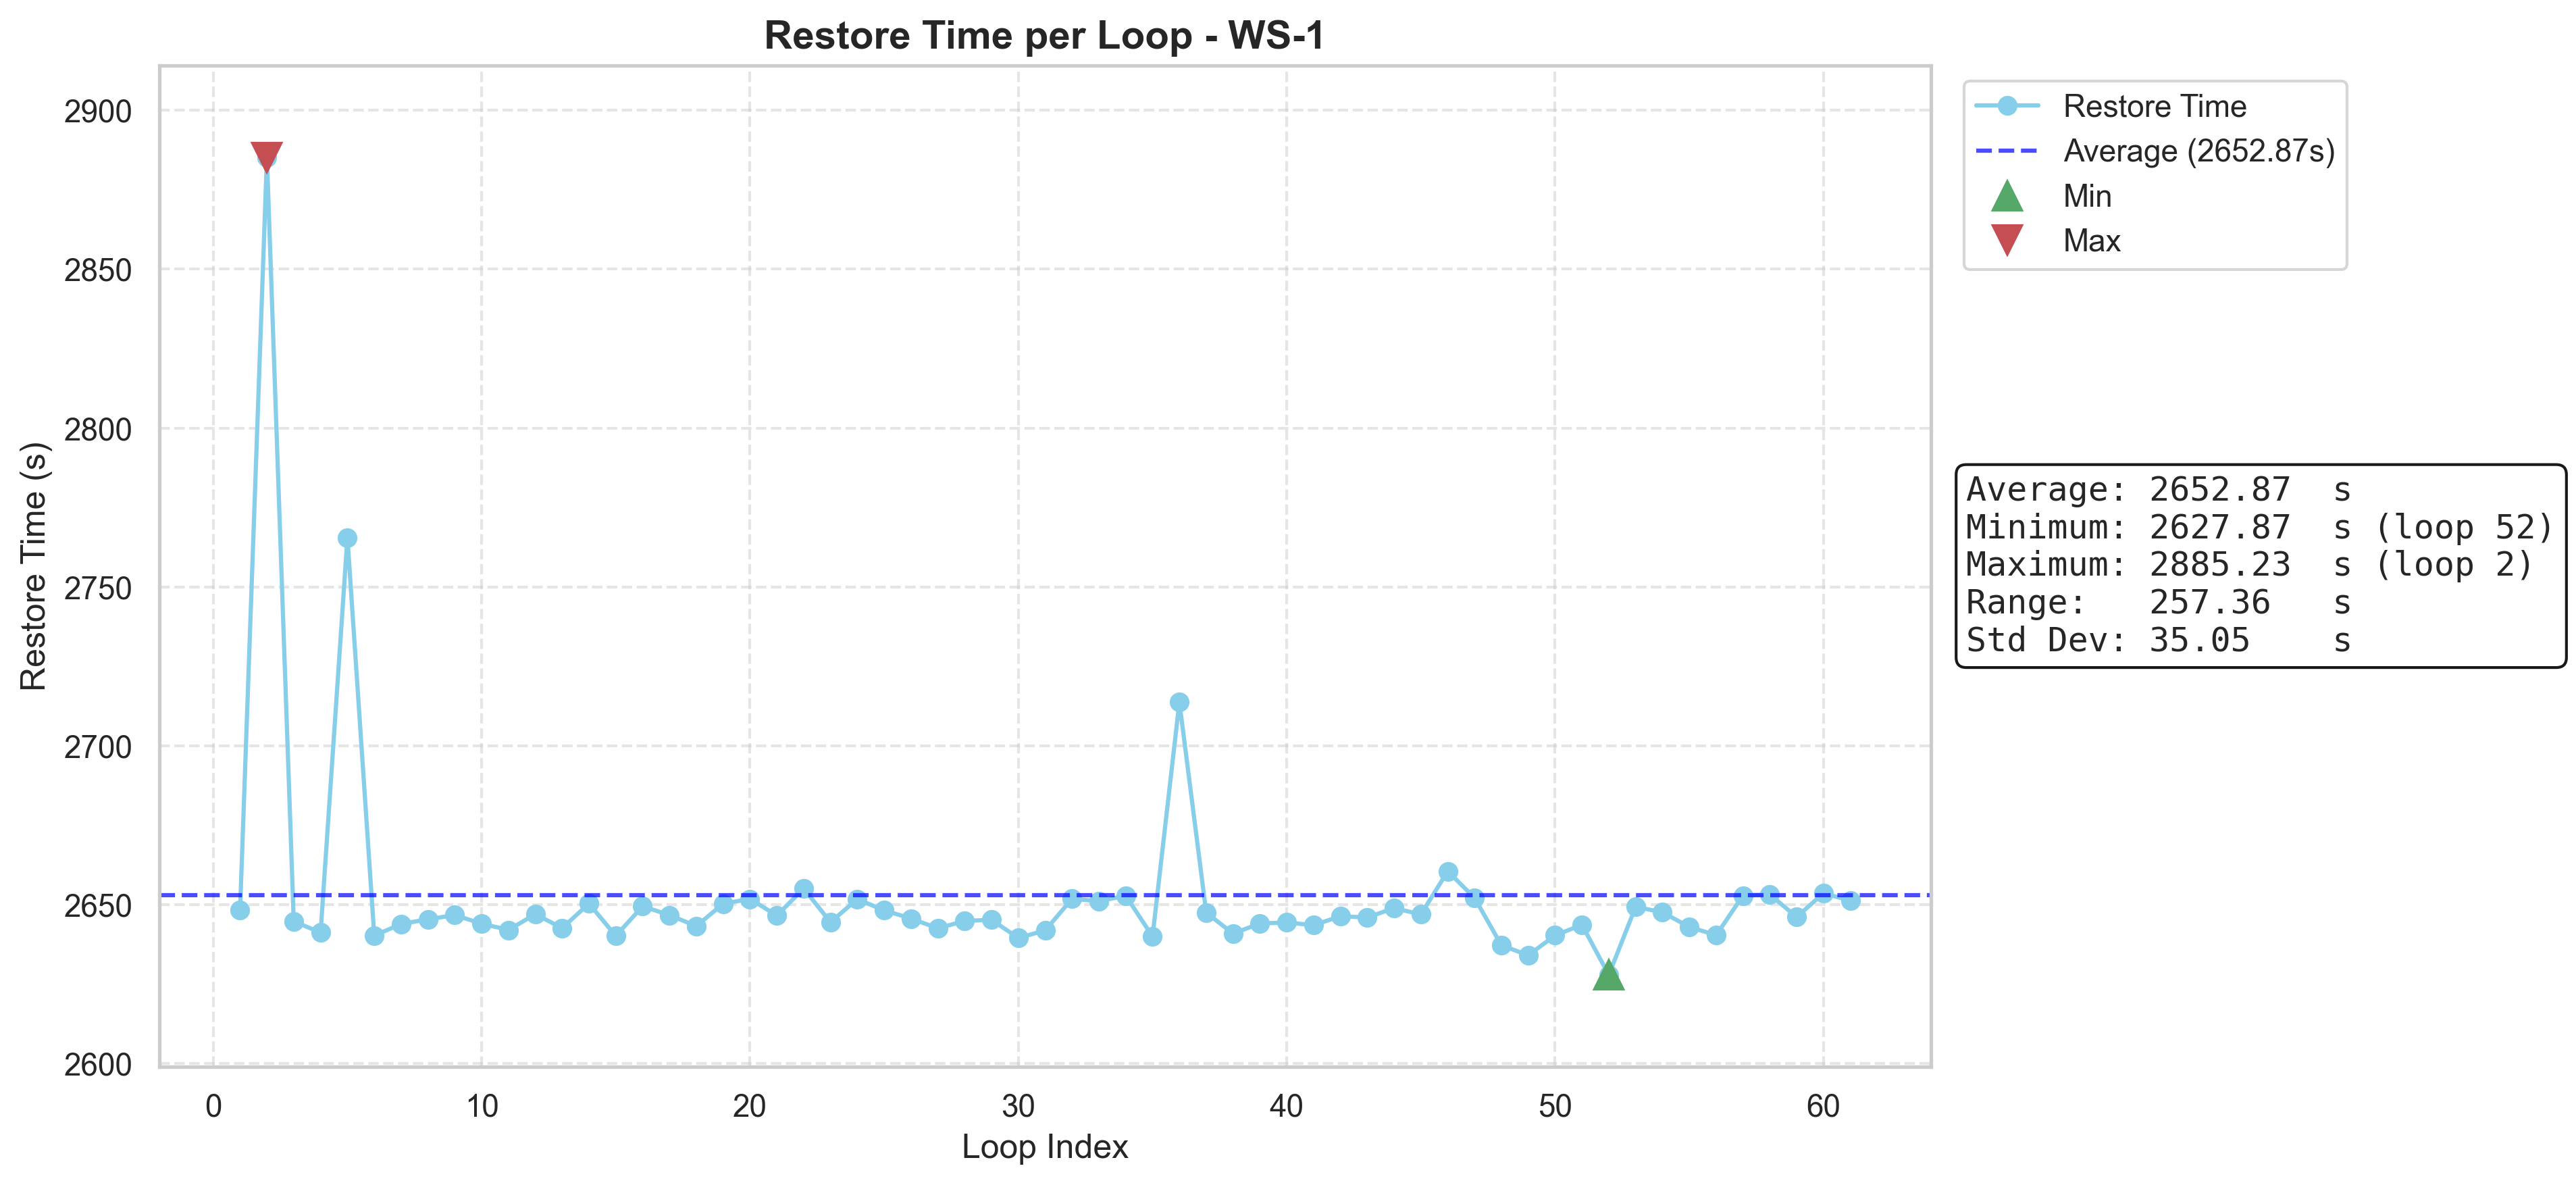 Restore Time per Loop - WS-1
Restore Time (s)
2900
2850
2800
2750
2700
2650
2600
0 10 20 30 40 50 60
Loop Index
Restore Time
Average (2652.87s)
Min
Max
Average: 2652.87 s
Minimum: 2627.87 s (loop 52)
Maximum: 2885.23 s (loop 2)
Range: 257.36 s
Std Dev: 35.05 s